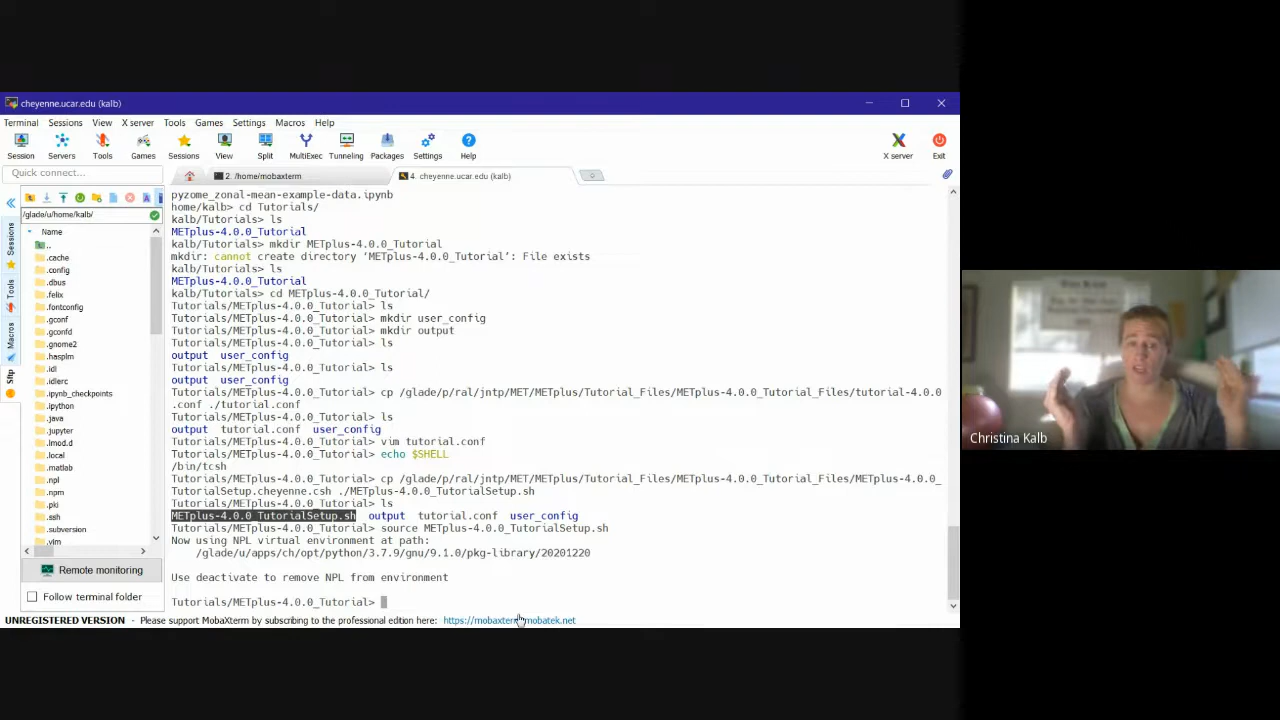 cheyenne.ucar.edu (kalb)
Terminal Sessions View X server Tools Games Settings Macros Help
Session Servers Tools Games Sessions View Split MultiExec Tunneling Packages Settings Help X server Exit
Quick connect...
2. /home/mobaxterm
4. cheyenne.ucar.edu (kalb)
/glade/u/home/kalb/
Name
..
.cache
.config
.dbus
.felix
.fontconfig
.gconf
.gconfd
.gnome2
.hasplm
.idl
.idlerc
.ipynb_checkpoints
.ipython
.java
.jupyter
.lmod.d
.local
.matlab
.npl
.npm
.pki
.ssh
.subversion
.vim
Sessions
Tools
Macros
Sftp
Remote monitoring
Follow terminal folder
pyzome_zonal-mean-example-data.ipynb
home/kalb> cd Tutorials/
kalb/Tutorials> ls
METplus-4.0.0_Tutorial
kalb/Tutorials> mkdir METplus-4.0.0_Tutorial
mkdir: cannot create directory ‘METplus-4.0.0_Tutorial’: File exists
kalb/Tutorials> ls
METplus-4.0.0_Tutorial
kalb/Tutorials> cd METplus-4.0.0_Tutorial/
Tutorials/METplus-4.0.0_Tutorial> ls
Tutorials/METplus-4.0.0_Tutorial> mkdir user_config
Tutorials/METplus-4.0.0_Tutorial> mkdir output
Tutorials/METplus-4.0.0_Tutorial> ls
output user_config
Tutorials/METplus-4.0.0_Tutorial> ls
output user_config
Tutorials/METplus-4.0.0_Tutorial> cp /glade/p/ral/jntp/MET/METplus/Tutorial_Files/METplus-4.0.0_Tutorial_Files/tutorial-4.0.0
.conf ./tutorial.conf
Tutorials/METplus-4.0.0_Tutorial> ls
output tutorial.conf user_config
Tutorials/METplus-4.0.0_Tutorial> vim tutorial.conf
Tutorials/METplus-4.0.0_Tutorial> echo $SHELL
/bin/tcsh
Tutorials/METplus-4.0.0_Tutorial> cp /glade/p/ral/jntp/MET/METplus/Tutorial_Files/METplus-4.0.0_Tutorial_Files/METplus-4.0.0_
TutorialSetup.cheyenne.csh ./METplus-4.0.0_TutorialSetup.sh
Tutorials/METplus-4.0.0_Tutorial> ls
METplus-4.0.0_TutorialSetup.sh output tutorial.conf user_config
Tutorials/METplus-4.0.0_Tutorial> source METplus-4.0.0_TutorialSetup.sh
Now using NPL virtual environment at path:
/glade/u/apps/ch/opt/python/3.7.9/gnu/9.1.0/pkg-library/20201220
Use deactivate to remove NPL from environment
Tutorials/METplus-4.0.0_Tutorial>
UNREGISTERED VERSION - Please support MobaXterm by subscribing to the professional edition here: https://mobaxterm.mobatek.net
Christina Kalb